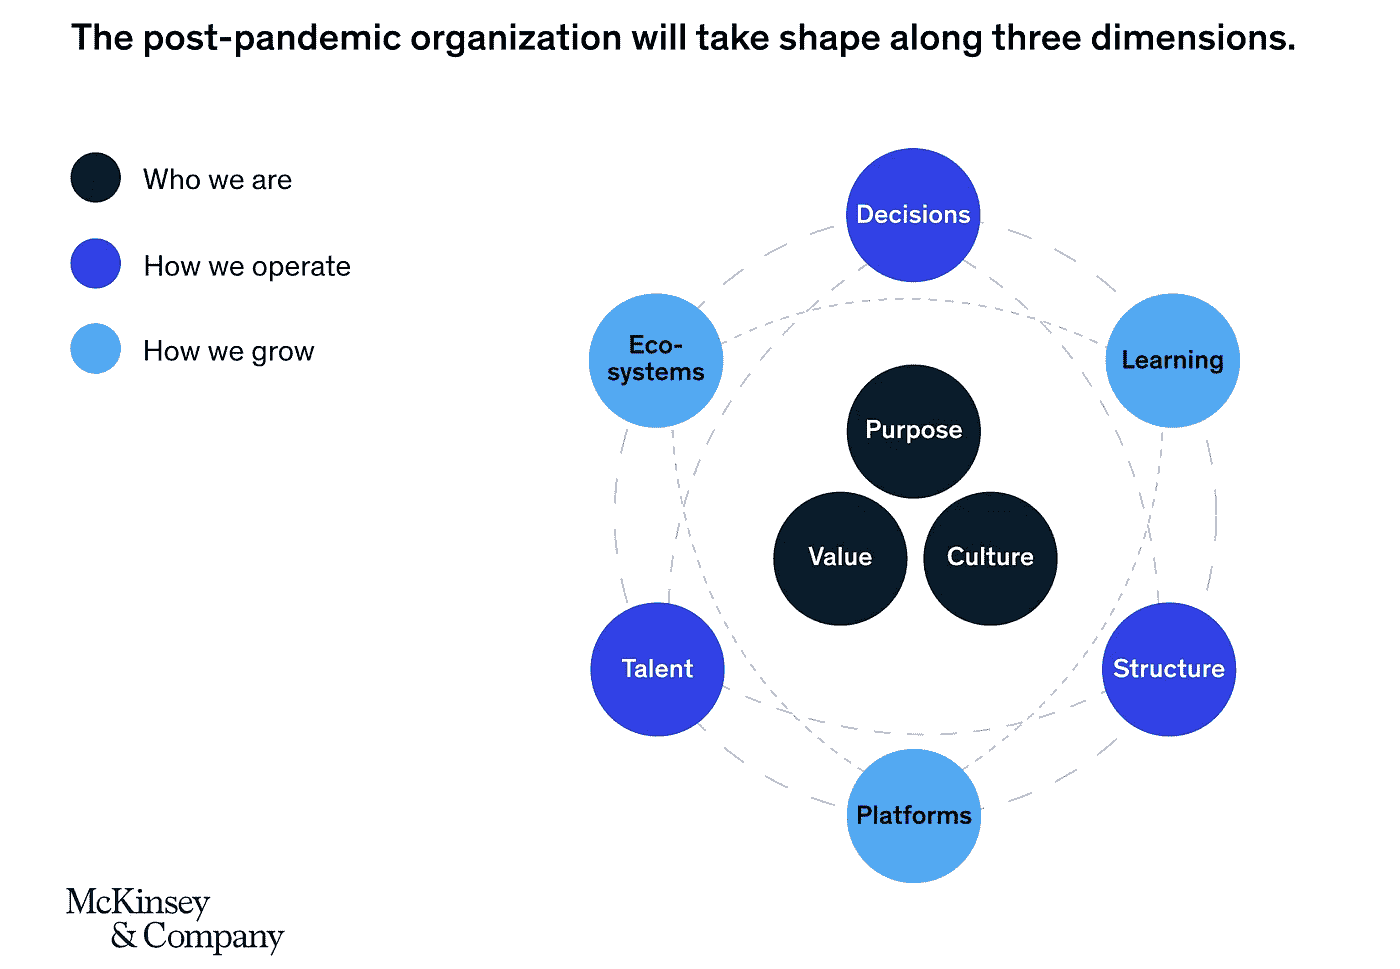 The post-pandemic organization will take shape along three dimensions.
Who we are
How we operate
How we grow
Decisions
Eco-
systems
Learning
Purpose
Value
Culture
Talent
Structure
Platforms
McKinsey
& Company